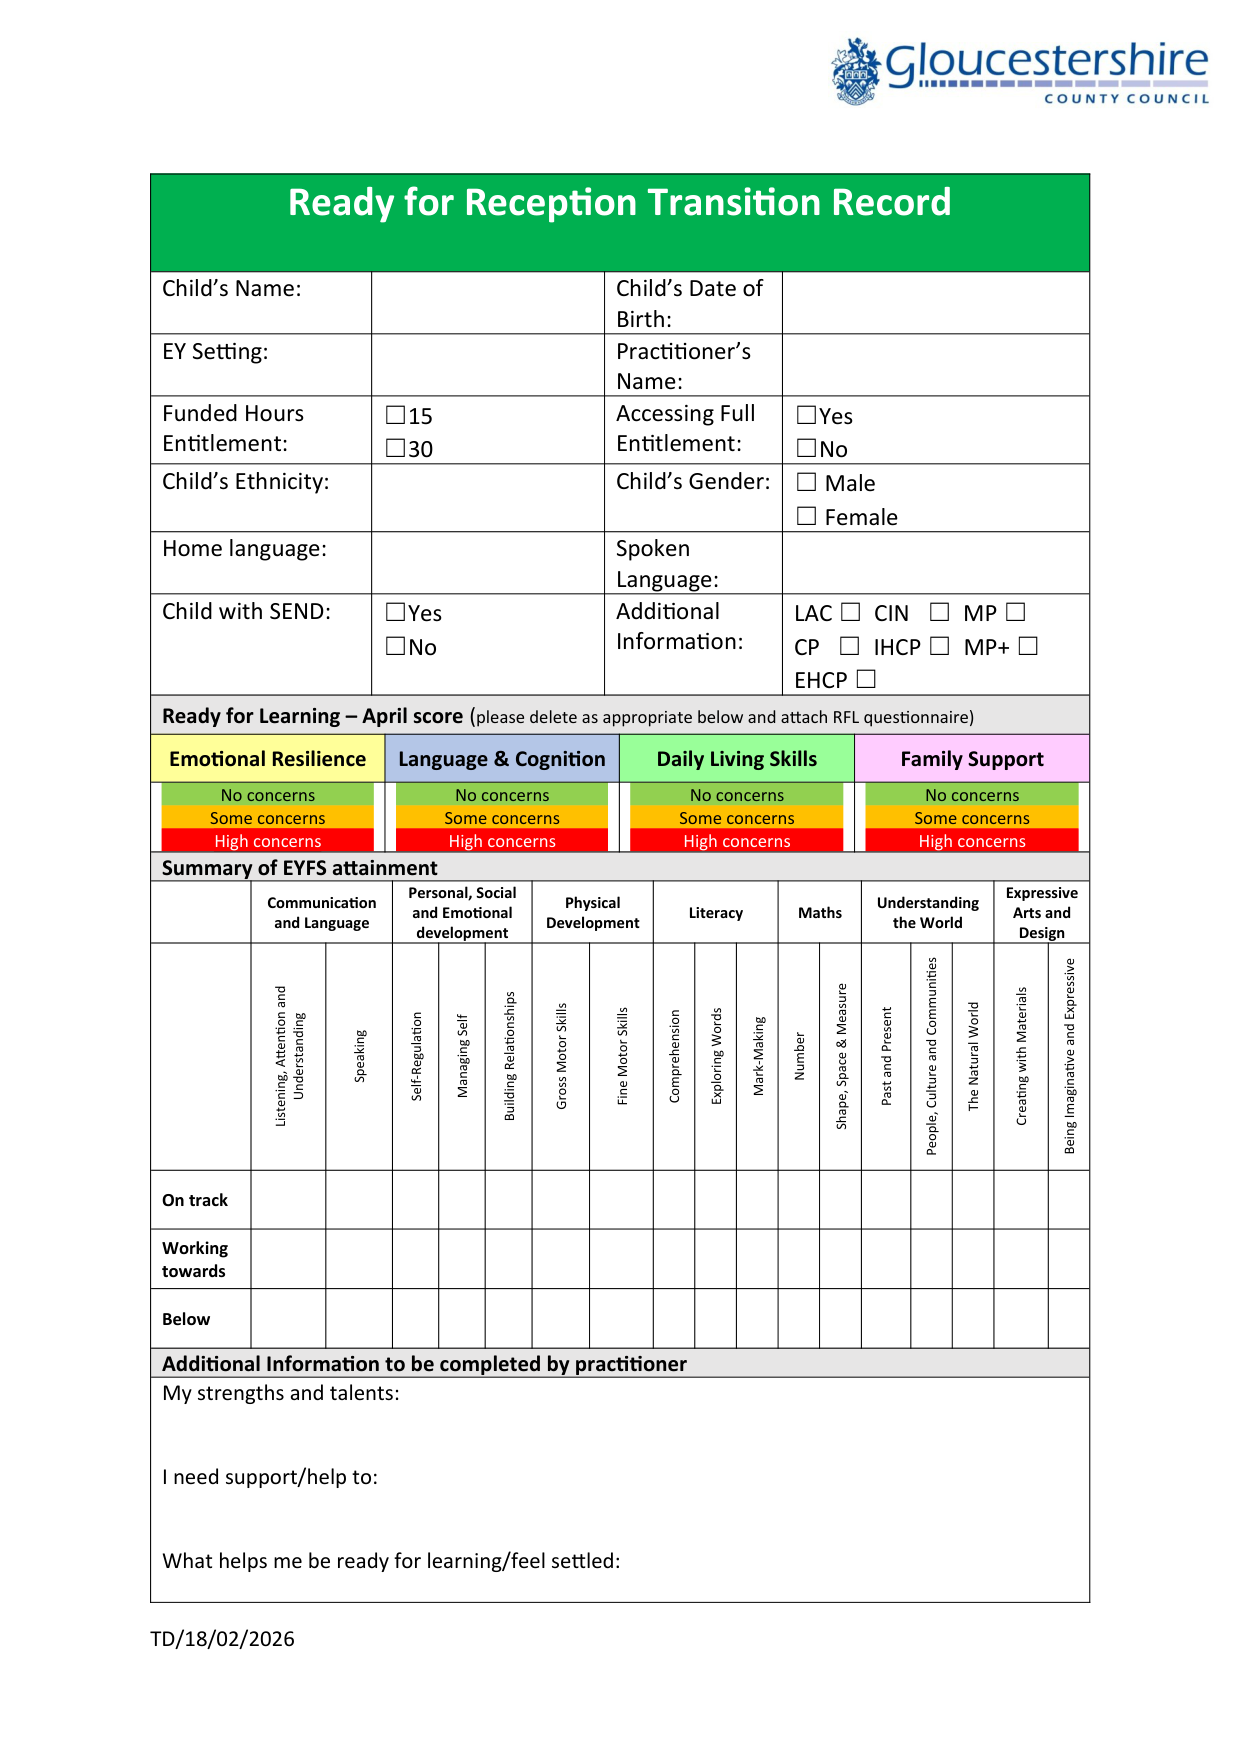 Gloucestershire
COUNTY COUNCIL
Ready for Reception Transition Record
Child’s Name:
Child’s Date of
Birth:
EY Setting:
Practitioner’s
Name:
Funded Hours
Entitlement:
☐15
☐30
Accessing Full
Entitlement:
☐Yes
☐No
Child’s Ethnicity:
Child’s Gender:
☐ Male
☐ Female
Home language:
Spoken
Language:
Child with SEND:
☐Yes
☐No
Additional
Information:
LAC ☐ CIN ☐ MP ☐
CP ☐ IHCP ☐ MP+ ☐
EHCP ☐
Ready for Learning – April score (please delete as appropriate below and attach RFL questionnaire)
Emotional Resilience
Language & Cognition
Daily Living Skills
Family Support
No concerns
Some concerns
High concerns
No concerns
Some concerns
High concerns
No concerns
Some concerns
High concerns
No concerns
Some concerns
High concerns
Summary of EYFS attainment
Communication
and Language
Personal, Social
and Emotional
development
Physical
Development
Literacy
Maths
Understanding
the World
Expressive
Arts and
Design
Listening, Attention and
Understanding
Speaking
Self-Regulation
Managing Self
Building Relationships
Gross Motor Skills
Fine Motor Skills
Comprehension
Exploring Words
Mark-Making
Number
Shape, Space & Measure
Past and Present
People, Culture and Communities
The Natural World
Creating with Materials
Being Imaginative and Expressive
On track
Working
towards
Below
Additional Information to be completed by practitioner
My strengths and talents:
I need support/help to:
What helps me be ready for learning/feel settled:
TD/18/02/2026